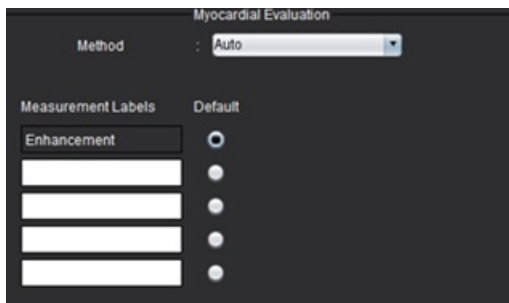 Myocardial Evaluation
Method : Auto
Measurement Labels Default
Enhancement